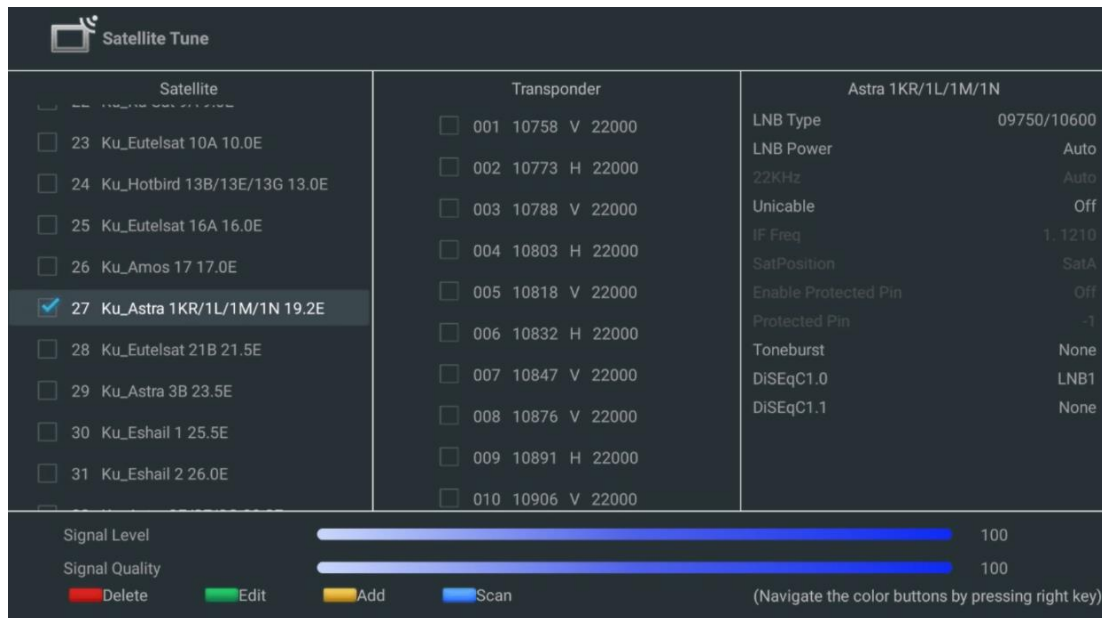 Satellite Tune
Satellite
23 Ku_Eutelsat 10A 10.0E
24 Ku_Hotbird 13B/13E/13G 13.0E
25 Ku_Eutelsat 16A 16.0E
26 Ku_Amos 17 17.0E
27 Ku_Astra 1KR/1L/1M/1N 19.2E
28 Ku_Eutelsat 21B 21.5E
29 Ku_Astra 3B 23.5E
30 Ku_Eshail 1 25.5E
31 Ku_Eshail 2 26.0E
Transponder
001 10758 V 22000
002 10773 H 22000
003 10788 V 22000
004 10803 H 22000
005 10818 V 22000
006 10832 H 22000
007 10847 V 22000
008 10876 V 22000
009 10891 H 22000
010 10906 V 22000
Astra 1KR/1L/1M/1N
LNB Type 09750/10600
LNB Power Auto
22KHz Auto
Unicable Off
IF Freq 1. 1210
SatPosition SatA
Enable Protected Pin Off
Protected Pin -1
Toneburst None
DiSEqC1.0 LNB1
DiSEqC1.1 None
Signal Level 100
Signal Quality 100
Delete Edit Add Scan (Navigate the color buttons by pressing right key)